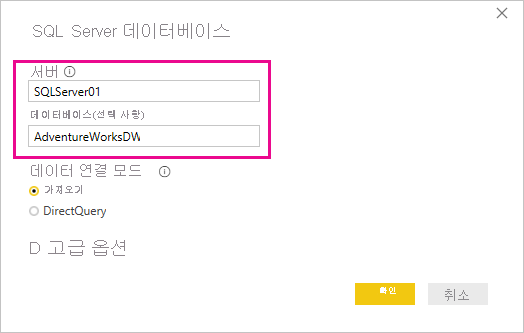 SQL Server 데이터베이스
서버
SQLServer01
데이터베이스(선택 사항)
AdventureWorksDW
데이터 연결 모드
가져오기
DirectQuery
D 고급 옵션
확인
취소